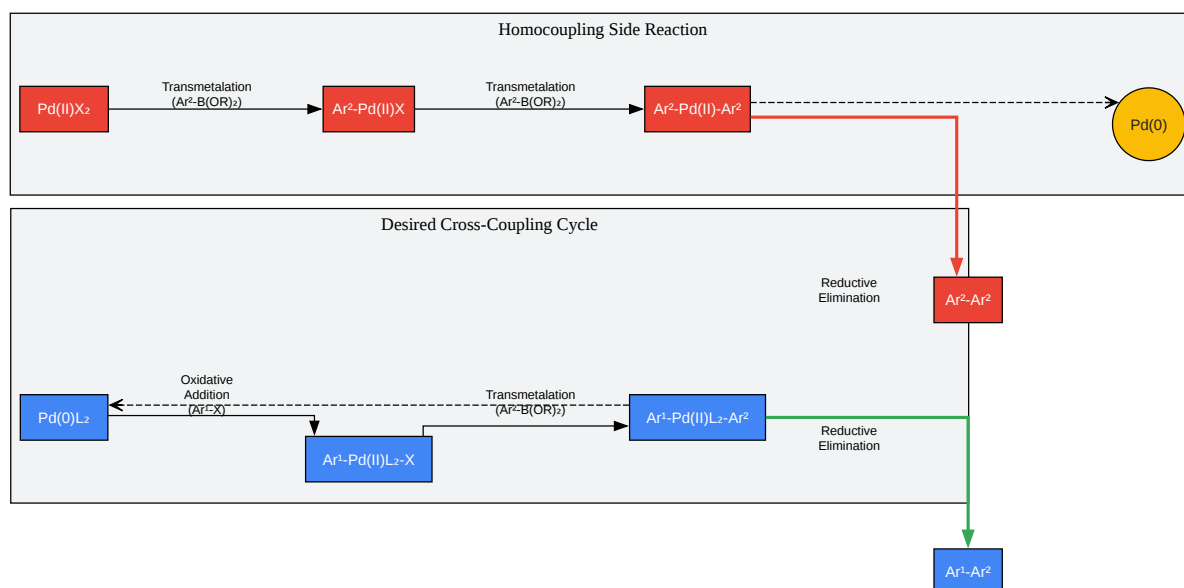 Homocoupling Side Reaction
Transmetalation
(Ar²-B(OR)₂)
Transmetalation
(Ar²-B(OR)₂)
Pd(II)X₂
Ar²-Pd(II)X
Ar²-Pd(II)-Ar²
Pd(0)
Desired Cross-Coupling Cycle
Reductive
Elimination
Ar²-Ar²
Oxidative
Addition
(Ar¹-X)
Transmetalation
(Ar²-B(OR)₂)
Pd(0)L₂
Ar¹-Pd(II)L₂-Ar²
Reductive
Elimination
Ar¹-Pd(II)L₂-X
Ar¹-Ar²